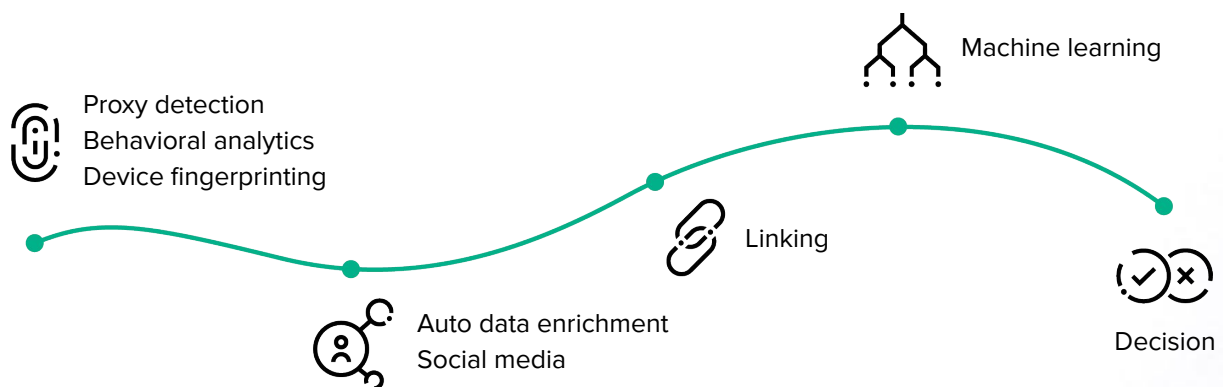 Proxy detection
Behavioral analytics
Device fingerprinting
Auto data enrichment
Social media
Linking
Machine learning
Decision